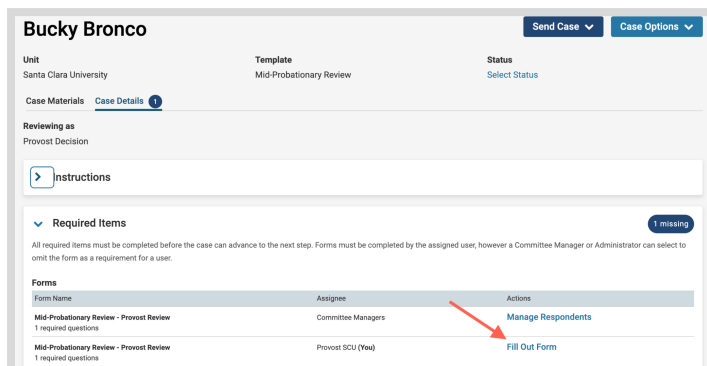 Bucky Bronco
Send Case
Case Options
Unit
Template
Status
Santa Clara University
Mid-Probationary Review
Select Status
Case Materials
Case Details 1
Reviewing as
Provost Decision
Instructions
Required Items
1 missing
All required items must be completed before the case can advance to the next step. Forms must be completed by the assigned user, however a Committee Manager or Administrator can select to
omit the form as a requirement for a user.
Forms
Form Name
Assignee
Actions
Mid-Probationary Review - Provost Review
Committee Managers
Manage Respondents
1 required questions
Mid-Probationary Review - Provost Review
Provost SCU (You)
Fill Out Form
1 required questions